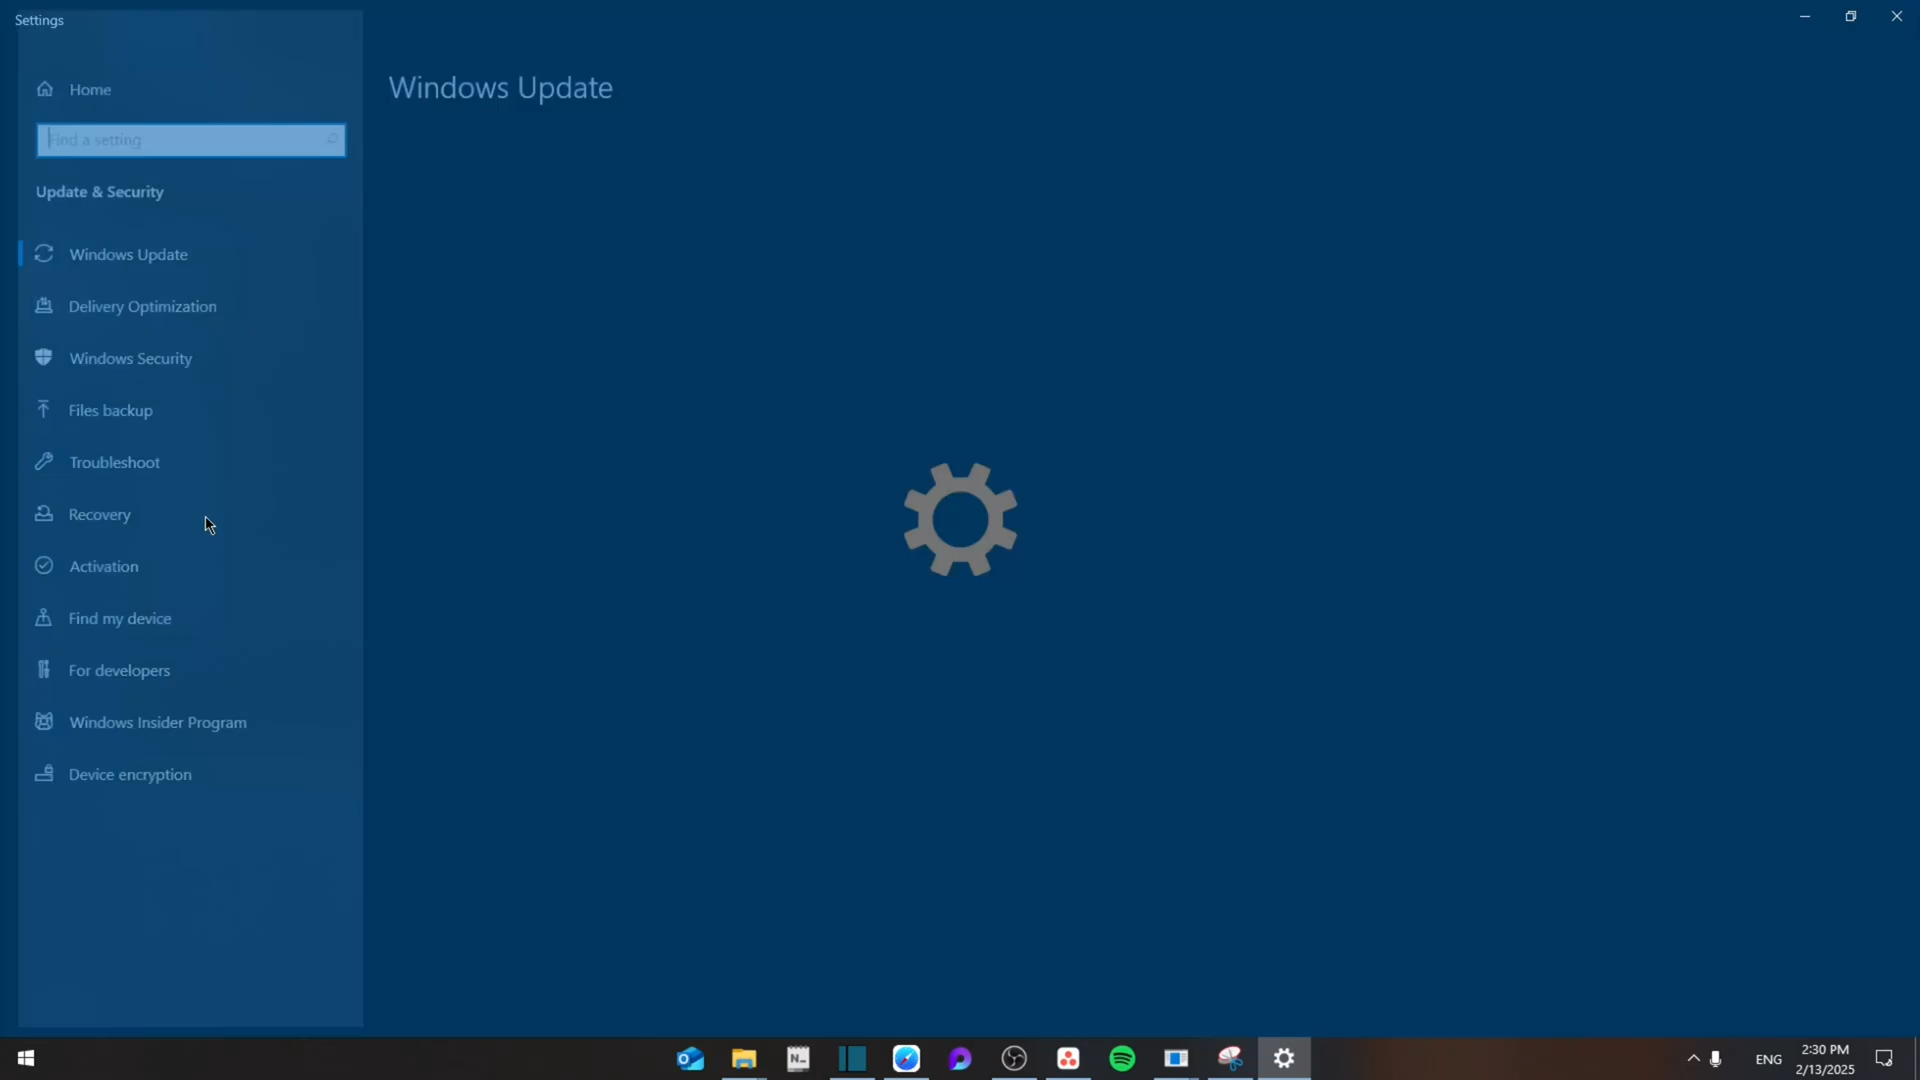 Settings
Home
Find a setting
Update & Security
Windows Update
Delivery Optimization
Windows Security
Files backup
Troubleshoot
Recovery
Activation
Find my device
For developers
Windows Insider Program
Device encryption
Windows Update
N
ENG
2:30 PM
2/13/2025